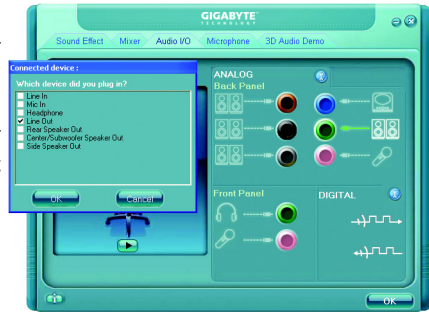 GIGABYTE
TECHNOLOGY
Sound Effect Mixer Audio I/O Microphone 3D Audio Demo
Connected device :
Which device did you plug in?
Line In
Mic In
Headphone
Line Out
Rear Speaker Out
Center/Subwoofer Speaker Out
Side Speaker Out
OK Cancel
ANALOG
Back Panel
Front Panel
DIGITAL
OK